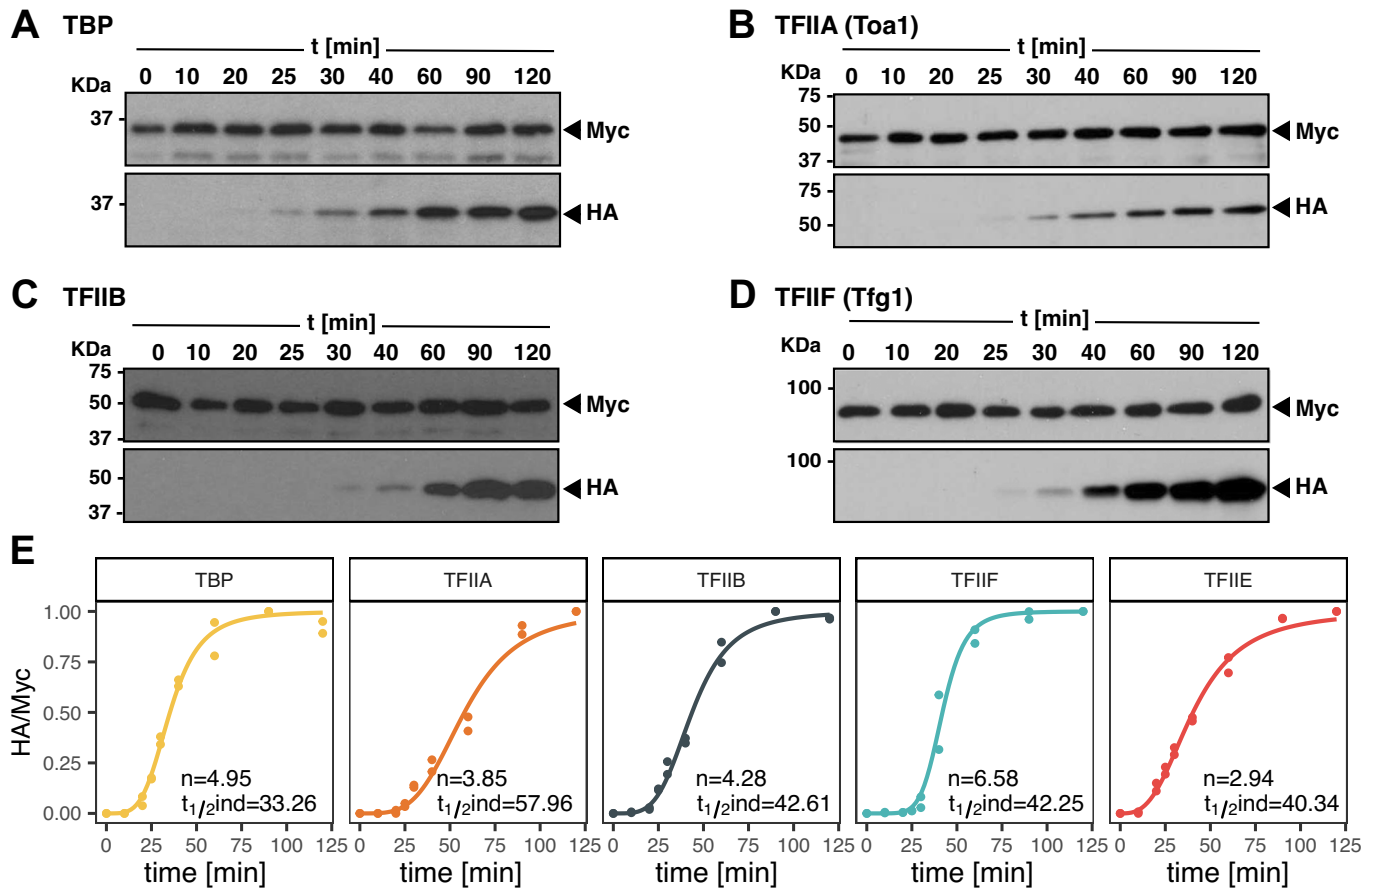 A TBP
t [min]
KDa 0 10 20 25 30 40 60 90 120
37
Myc
37
HA
B TFIIA (Toa1)
t [min]
KDa 0 10 20 25 30 40 60 90 120
75
50
Myc
37
75
HA
50
C TFIIB
t [min]
KDa 0 10 20 25 30 40 60 90 120
75
50
Myc
37
50
HA
37
D TFIIF (Tfg1)
t [min]
KDa 0 10 20 25 30 40 60 90 120
100
Myc
100
HA
E
TBP TFIIA TFIIB TFIIF TFIIE
HA/Myc
1.00
0.75
0.50
0.25
0.00
n=4.95
t1/2ind=33.26
n=3.85
t1/2ind=57.96
n=4.28
t1/2ind=42.61
n=6.58
t1/2ind=42.25
n=2.94
t1/2ind=40.34
0 25 50 75 100 125 0 25 50 75 100 125 0 25 50 75 100 125 0 25 50 75 100 125 0 25 50 75 100 125
time [min] time [min] time [min] time [min] time [min]